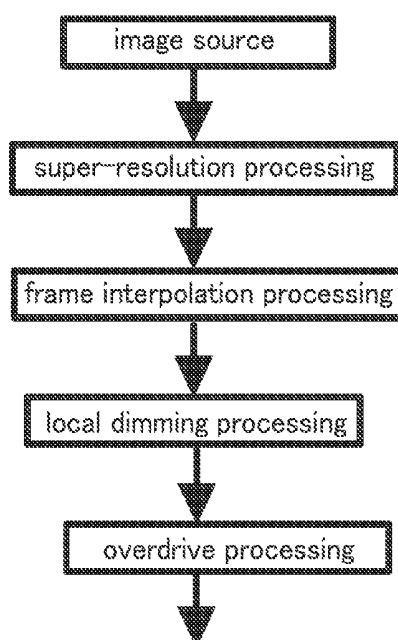 image source
super-resolution processing
frame interpolation processing
local dimming processing
overdrive processing